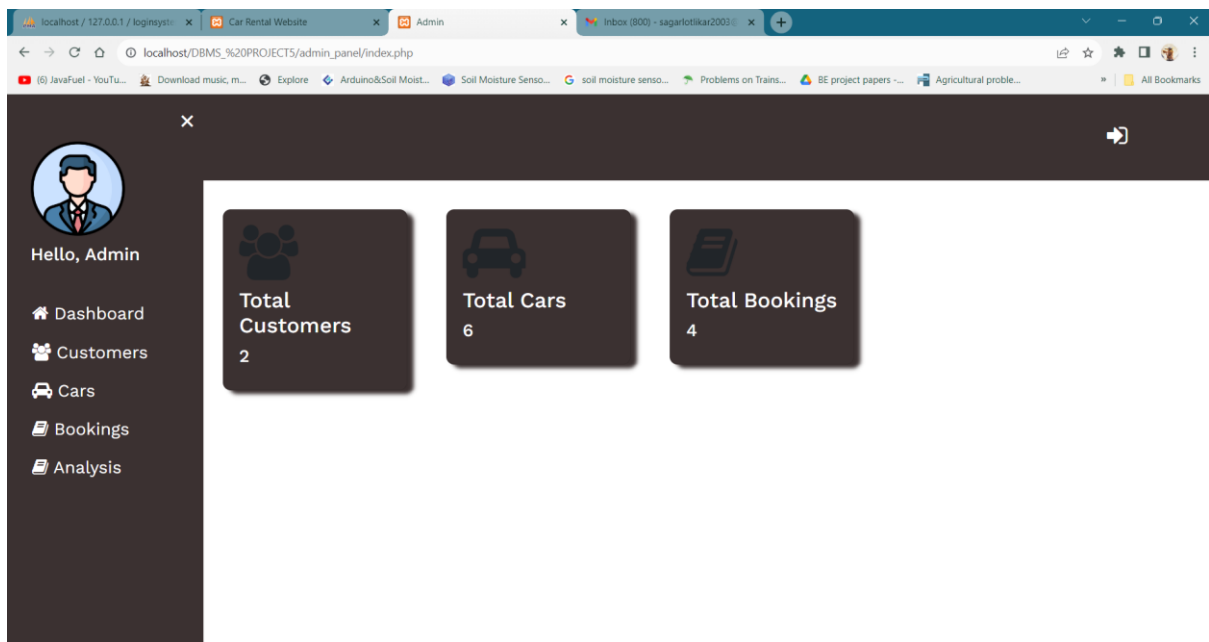 localhost / 127.0.0.1 / loginsyste
Car Rental Website
Admin
Inbox (800) - sagarlotlikar2003@
localhost/DBMS_%20PROJECT5/admin_panel/index.php
(6) JavaFuel - YouTu...
Download music, m...
Explore
Arduino&Soil Moist...
Soil Moisture Senso...
soil moisture senso...
Problems on Trains...
BE project papers -...
Agricultural proble...
»
All Bookmarks
Hello, Admin
Dashboard
Customers
Cars
Bookings
Analysis
Total
Customers
2
Total Cars
6
Total Bookings
4